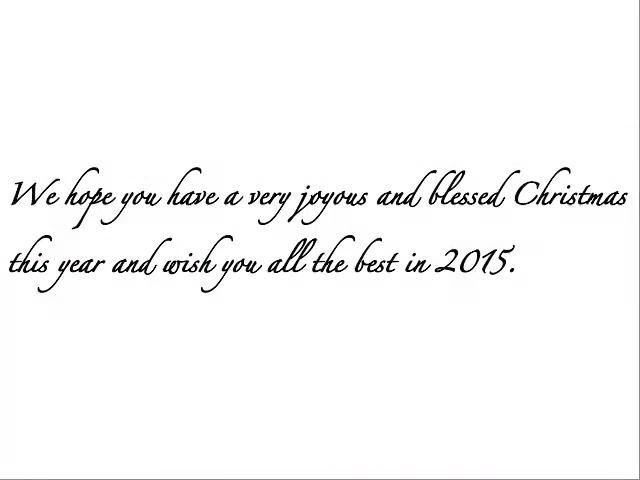 We hope you have a very joyous and blessed Christmas
this year and wish you all the best in 2015.